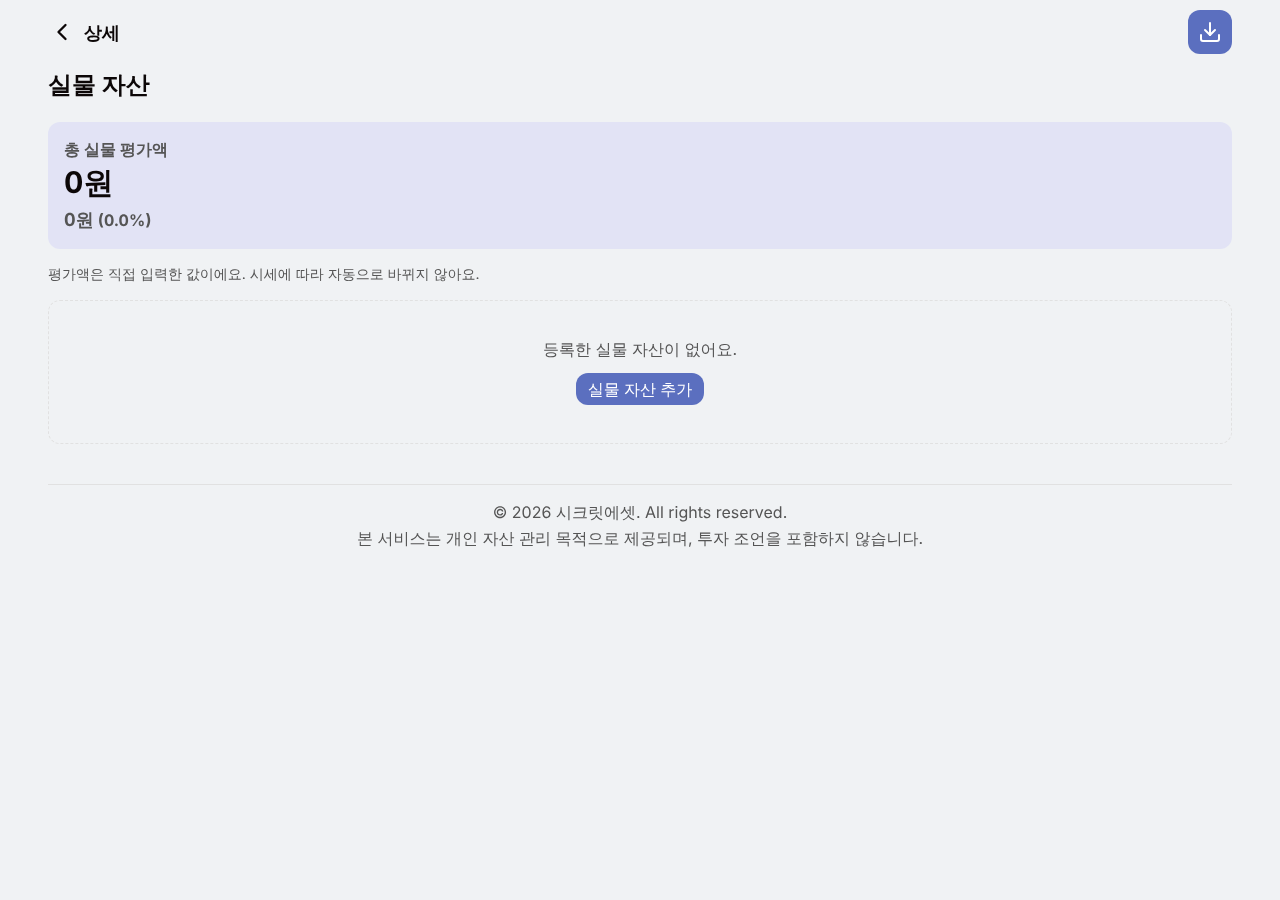 상세
실물 자산
총 실물 평가액
0원
0원 (0.0%)
평가액은 직접 입력한 값이에요. 시세에 따라 자동으로 바뀌지 않아요.
등록한 실물 자산이 없어요.
실물 자산 추가
© 2026 시크릿에셋. All rights reserved.
본 서비스는 개인 자산 관리 목적으로 제공되며, 투자 조언을 포함하지 않습니다.